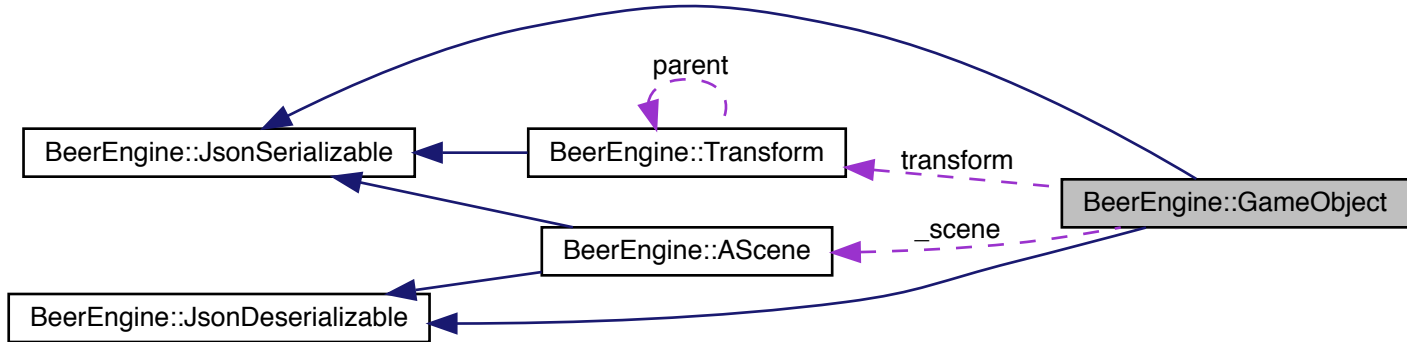 parent
BeerEngine::JsonSerializable
BeerEngine::Transform
transform
BeerEngine::GameObject
_scene
BeerEngine::AScene
BeerEngine::JsonDeserializable